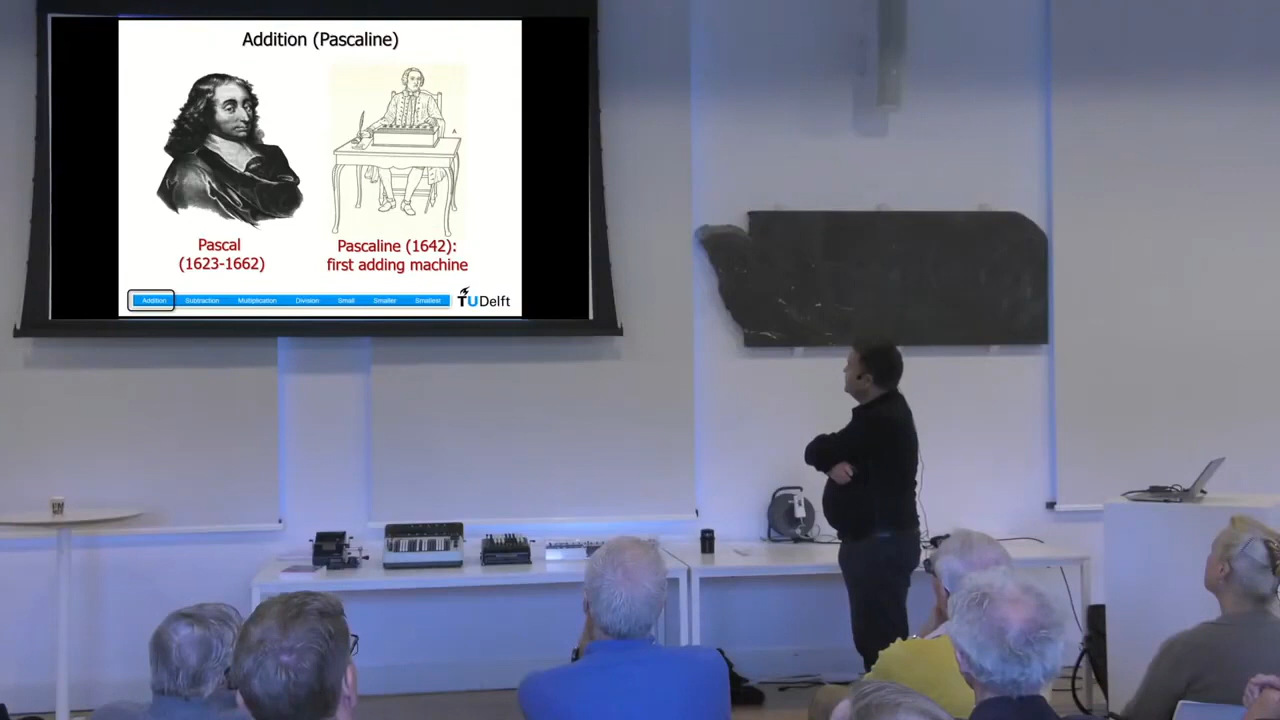 Addition (Pascaline)
A
Pascal
(1623-1662)
Pascaline (1642):
first adding machine
Addition Subtraction Multiplication Division Small Smaller Smallest
TUDelft